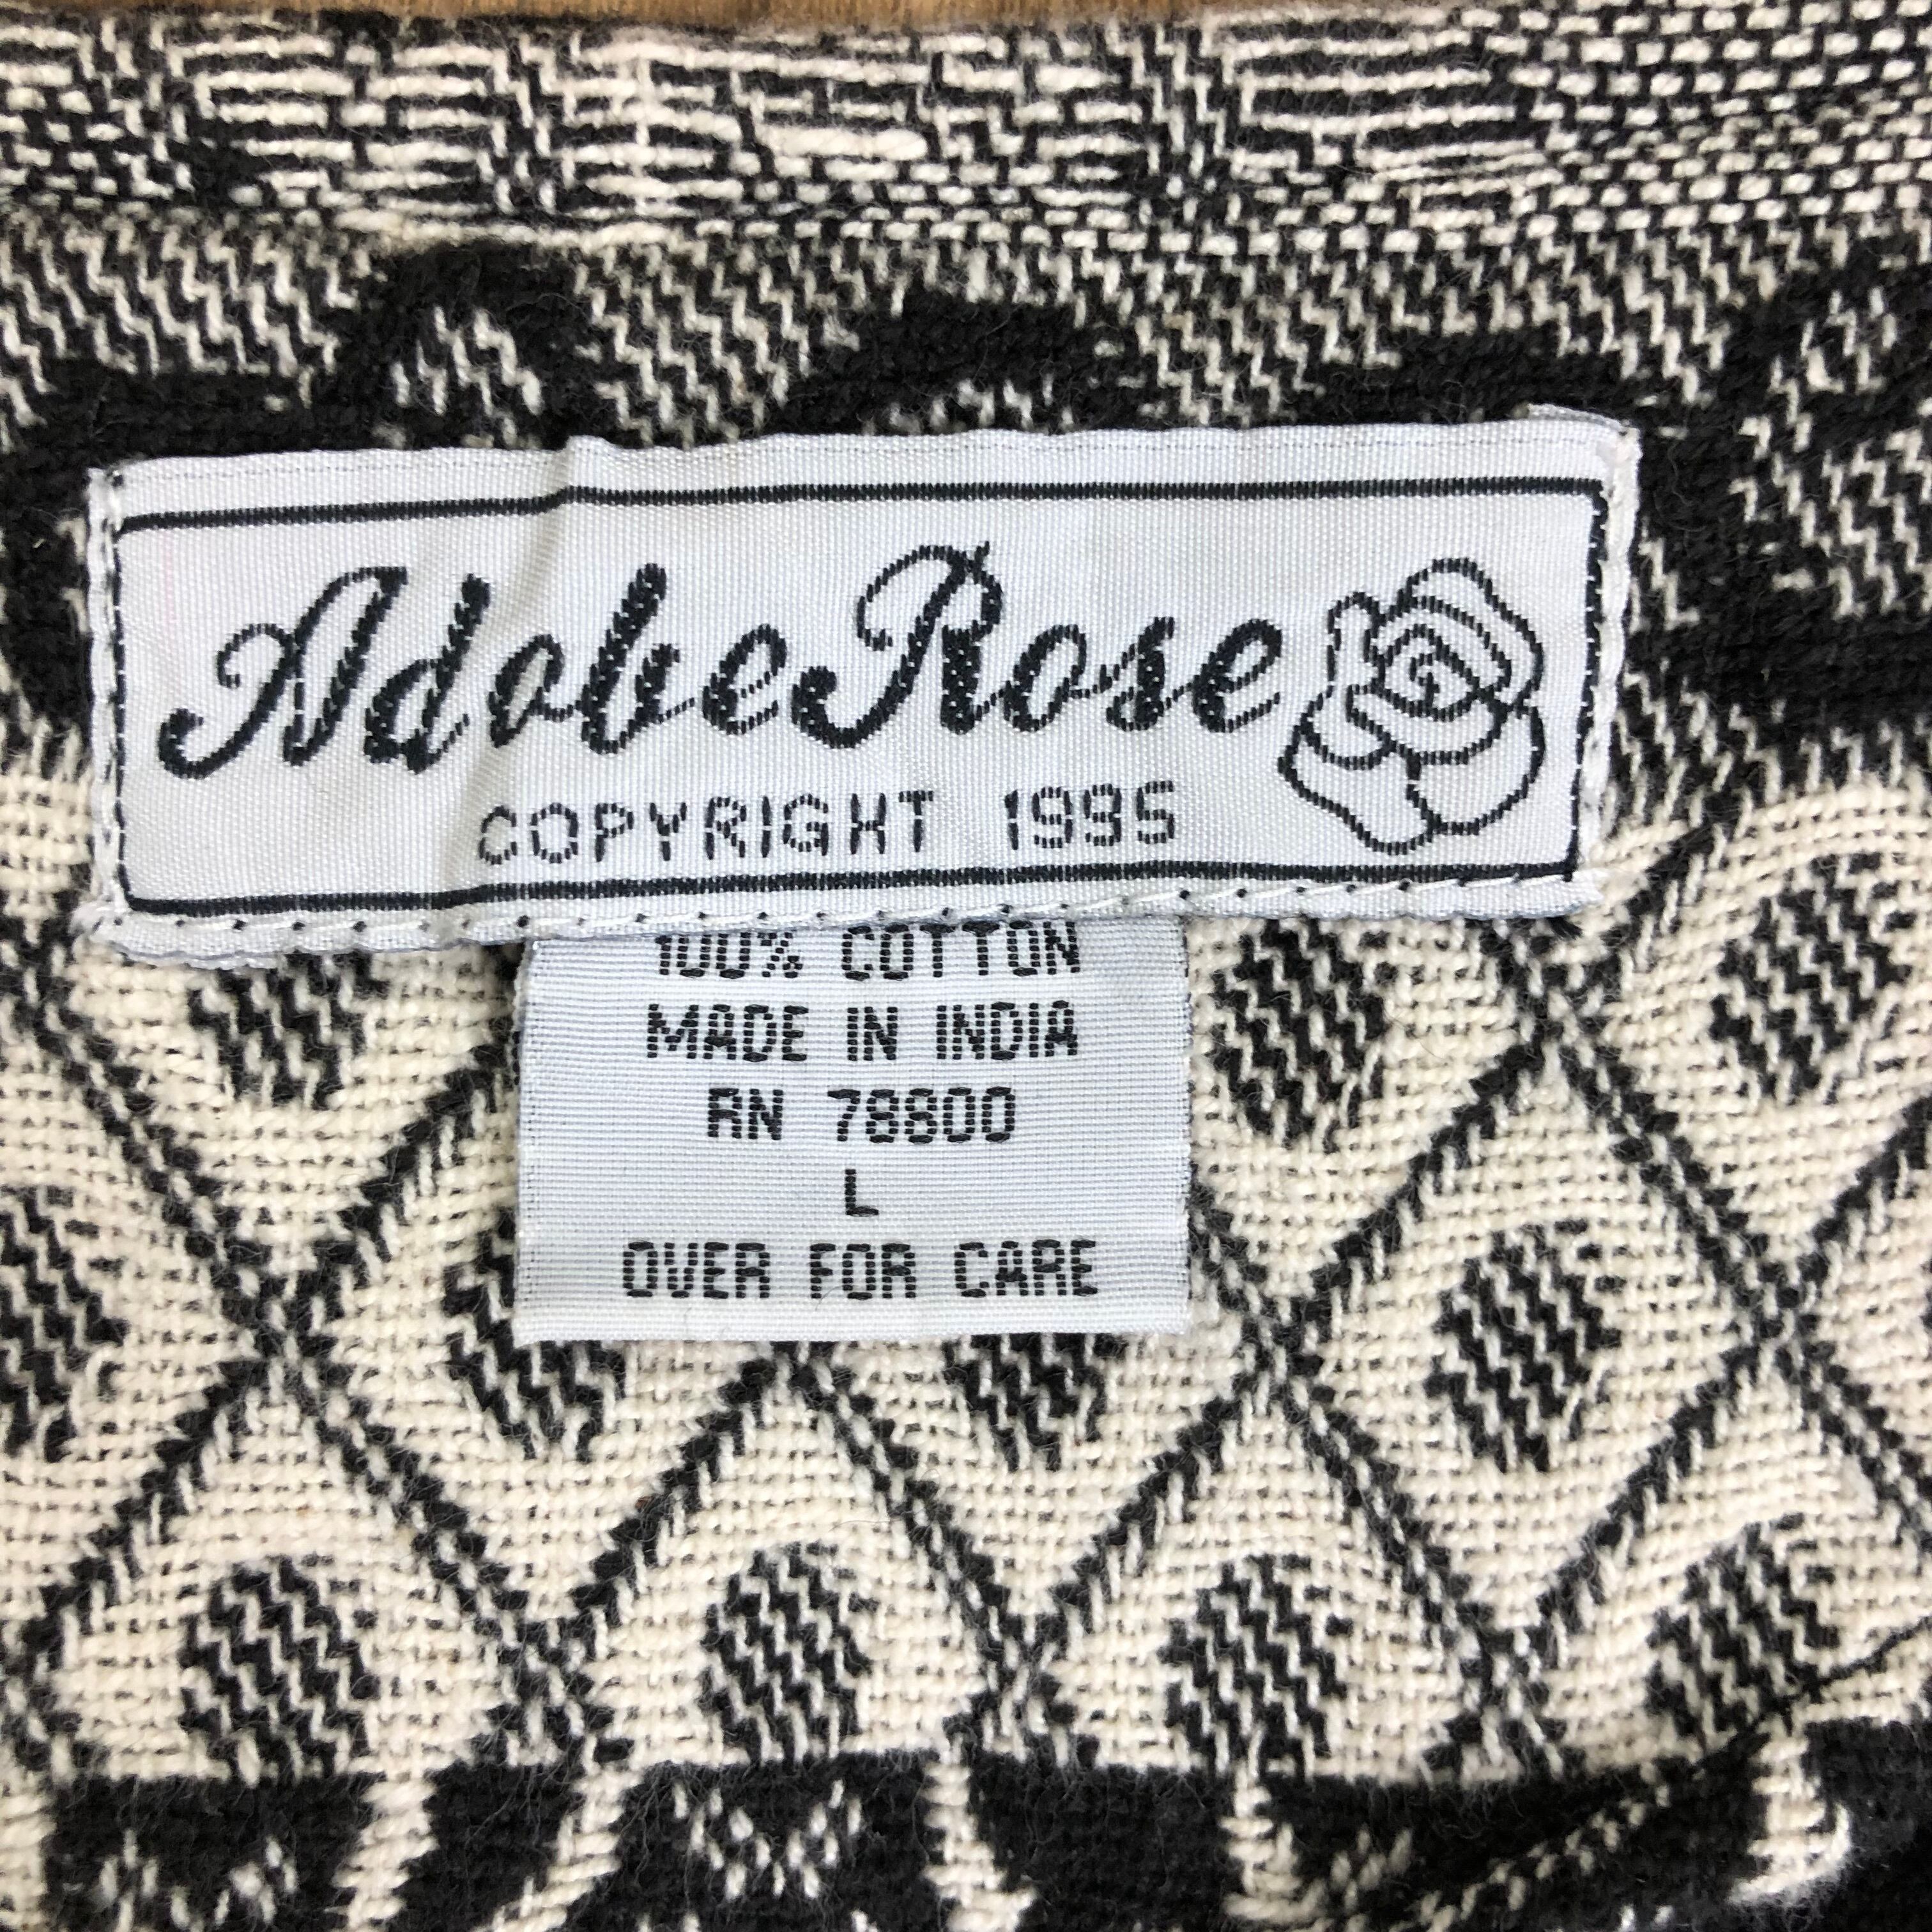 Adobe Rose
COPYRIGHT 1995
100% COTTON
MADE IN INDIA
RN 78800
L
OVER FOR CARE